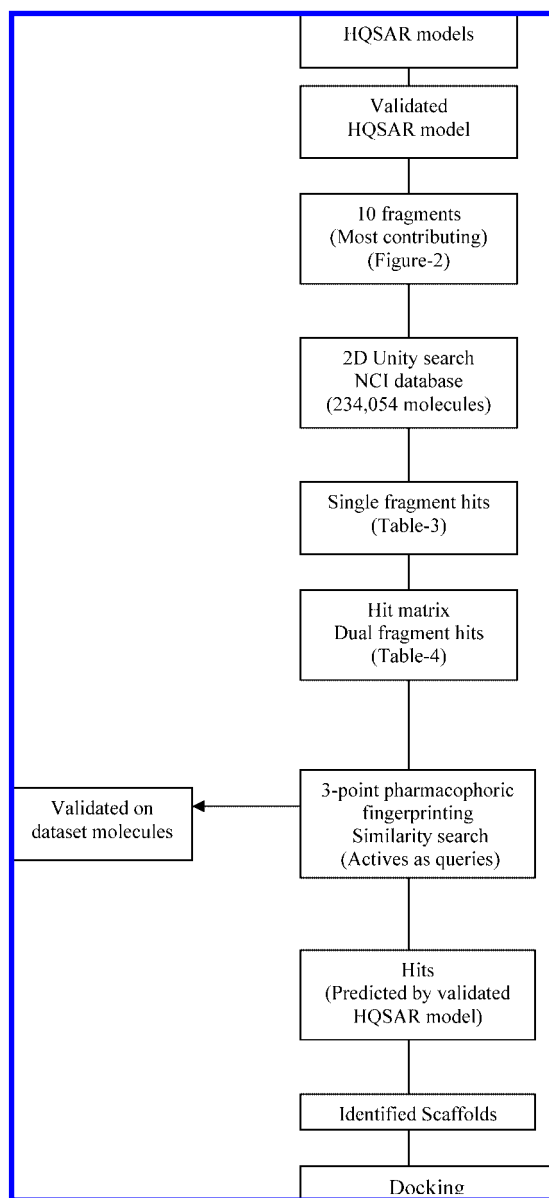 HQSAR models
Validated
HQSAR model
10 fragments
(Most contributing)
(Figure-2)
2D Unity search
NCI database
(234,054 molecules)
Single fragment hits
(Table-3)
Hit matrix
Dual fragment hits
(Table-4)
3-point pharmacophoric
fingerprinting
Similarity search
(Actives as queries)
Validated on
dataset molecules
Hits
(Predicted by validated
HQSAR model)
Identified Scaffolds
Docking